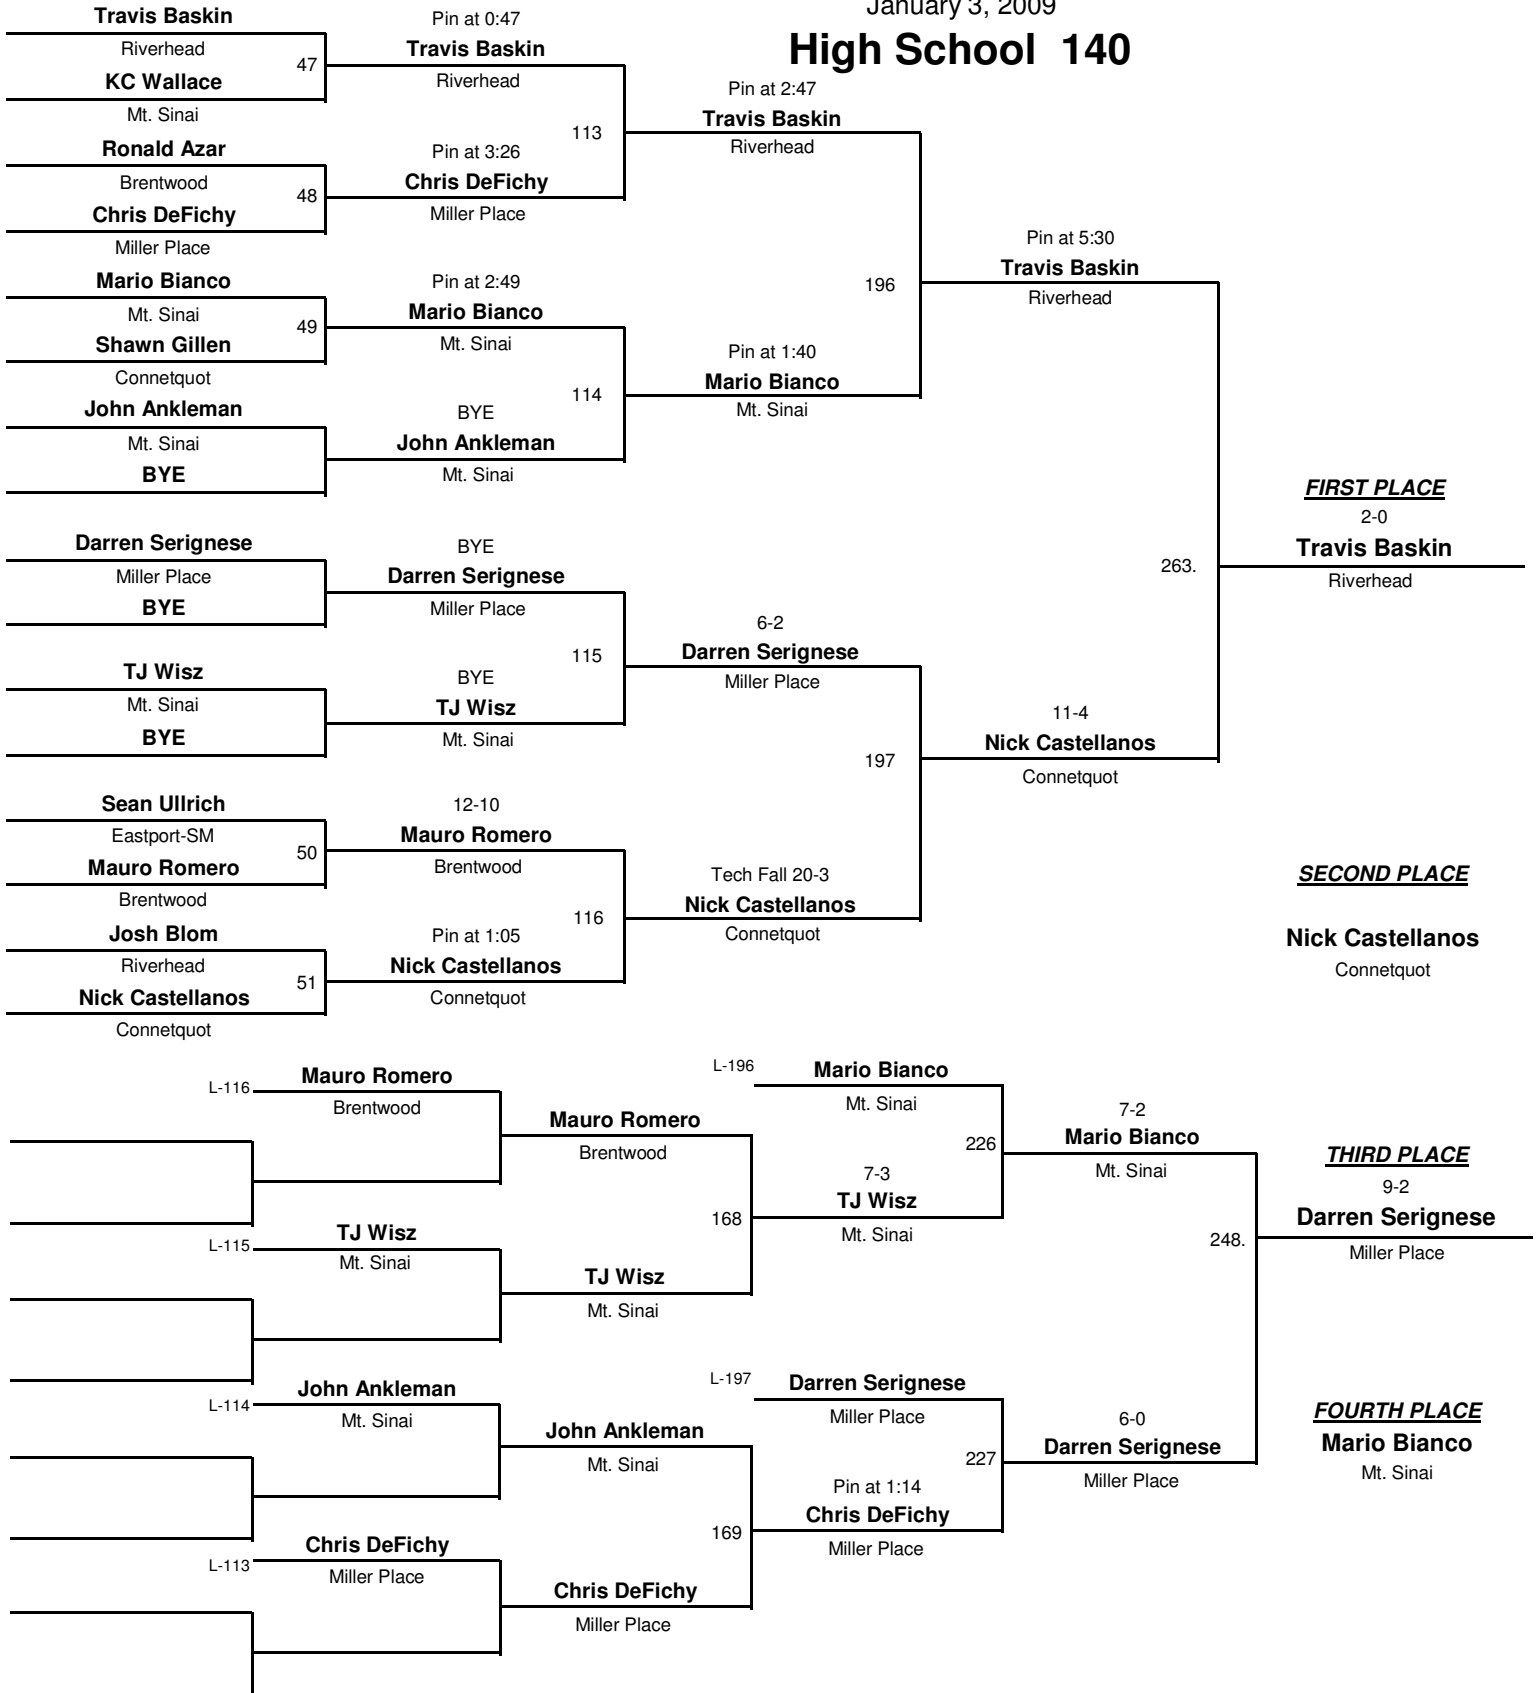 January 3, 2009
High School 140
Travis Baskin
Riverhead
47
KC Wallace
Mt. Sinai
Ronald Azar
Brentwood
48
Chris DeFichy
Miller Place
Mario Bianco
Mt. Sinai
49
Shawn Gillen
Connetquot
John Ankleman
Mt. Sinai
BYE
Darren Serignese
Miller Place
BYE
TJ Wisz
Mt. Sinai
BYE
Sean Ullrich
Eastport-SM
50
Mauro Romero
Brentwood
Josh Blom
Riverhead
51
Nick Castellanos
Connetquot
Pin at 0:47
Travis Baskin
Riverhead
113
Pin at 3:26
Chris DeFichy
Miller Place
Pin at 2:49
Mario Bianco
Mt. Sinai
114
BYE
John Ankleman
Mt. Sinai
BYE
Darren Serignese
Miller Place
115
BYE
TJ Wisz
Mt. Sinai
12-10
Mauro Romero
Brentwood
116
Pin at 1:05
Nick Castellanos
Connetquot
Pin at 2:47
Travis Baskin
Riverhead
196
Pin at 1:40
Mario Bianco
Mt. Sinai
6-2
Darren Serignese
Miller Place
197
Tech Fall 20-3
Nick Castellanos
Connetquot
Pin at 5:30
Travis Baskin
Riverhead
263.
11-4
Nick Castellanos
Connetquot
FIRST PLACE
2-0
Travis Baskin
Riverhead
SECOND PLACE
Nick Castellanos
Connetquot
L-116
Mauro Romero
Brentwood
L-115
TJ Wisz
Mt. Sinai
L-114
John Ankleman
Mt. Sinai
L-113
Chris DeFichy
Miller Place
Mauro Romero
Brentwood
168
TJ Wisz
Mt. Sinai
John Ankleman
Mt. Sinai
169
Chris DeFichy
Miller Place
L-196
Mario Bianco
Mt. Sinai
226
7-3
TJ Wisz
Mt. Sinai
L-197
Darren Serignese
Miller Place
227
Pin at 1:14
Chris DeFichy
Miller Place
7-2
Mario Bianco
Mt. Sinai
248.
6-0
Darren Serignese
Miller Place
THIRD PLACE
9-2
Darren Serignese
Miller Place
FOURTH PLACE
Mario Bianco
Mt. Sinai